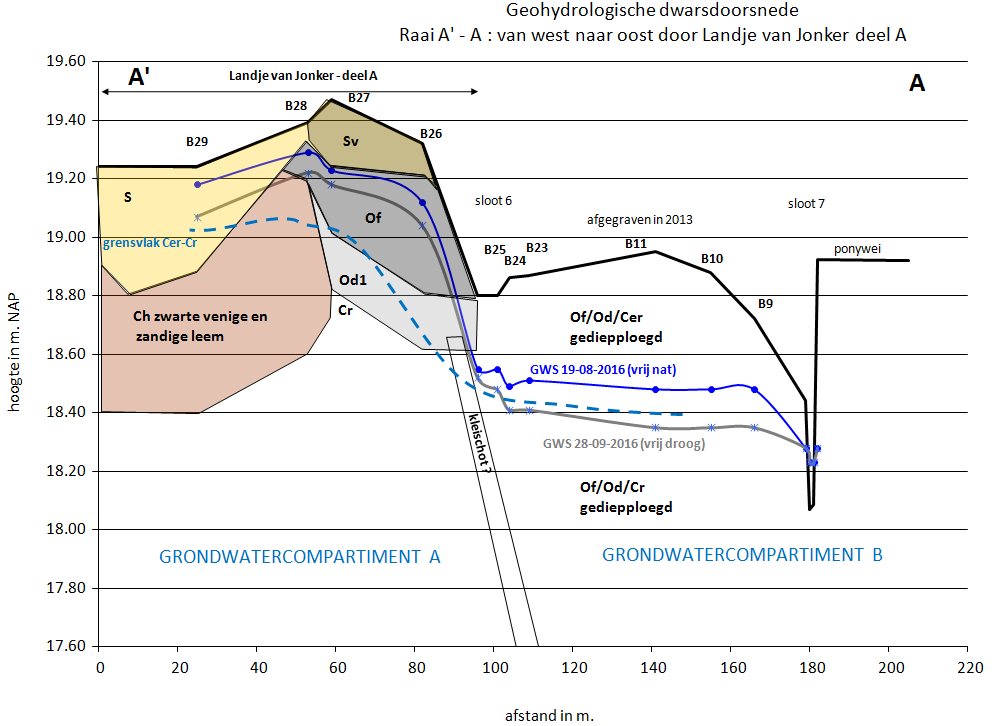 Geohydrologische dwarsdoorsnede
Raai A' - A : van west naar oost door Landje van Jonker deel A
19.60
19.40
19.20
19.00
18.80
18.60
18.40
18.20
18.00
17.80
17.60
hoogte in m. NAP
A'
Landje van Jonker - deel A
A
B29
B28
B27
B26
Sv
S
Of
sloot 6
sloot 7
afgegraven in 2013
grensvlak Cer-Cr
B25
B24
B23
B11
B10
B9
ponywei
Od1
Cr
Ch zwarte venige en
zandige leem
Of/Od/Cer
gediepploegd
GWS 19-08-2016 (vrij nat)
kleischot ?
GWS 28-09-2016 (vrij droog)
Of/Od/Cr
gediepploegd
GRONDWATERCOMPARTIMENT A
GRONDWATERCOMPARTIMENT B
0
20
40
60
80
100
120
140
160
180
200
220
afstand in m.